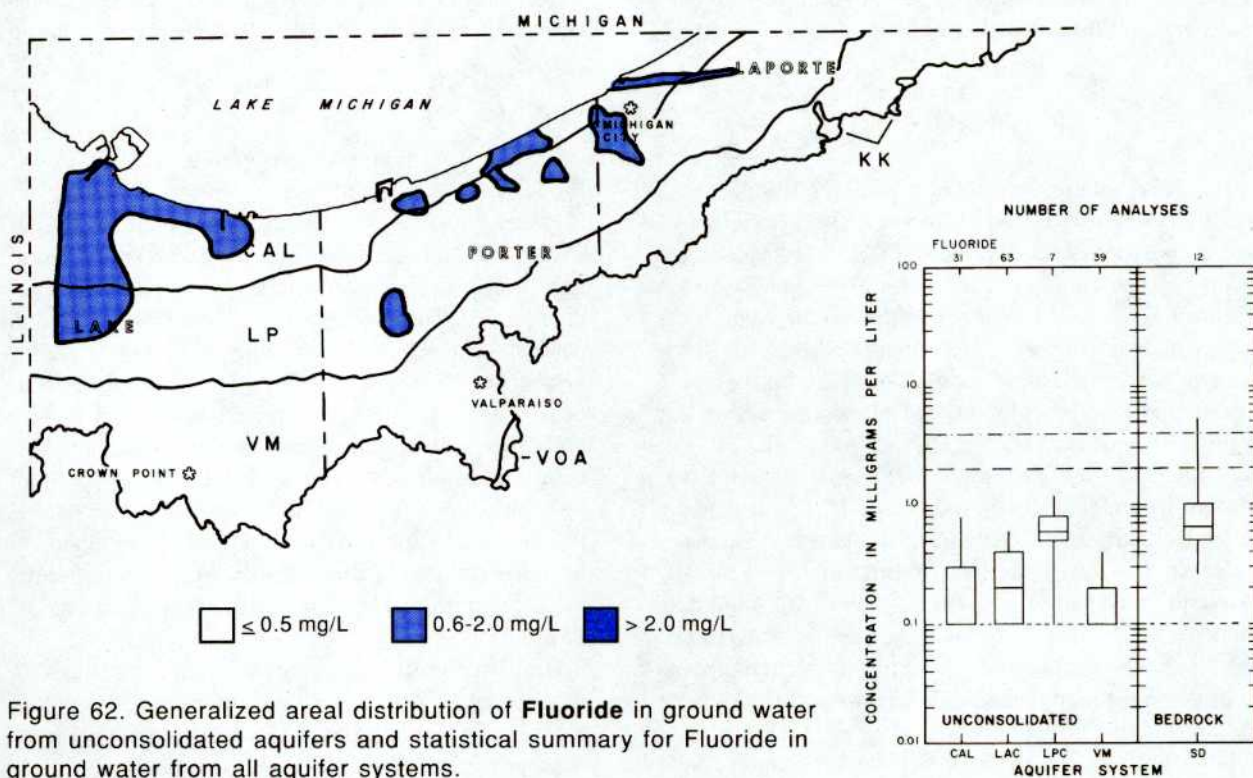 MICHIGAN
LAKE MICHIGAN
LAPORTE
MICHIGAN
CITY
KK
ILLINOIS
CAL
PORTER
LAKE
LP
VALPARAISO
VM
VOA
CROWN POINT
≤ 0.5 mg/L
0.6-2.0 mg/L
> 2.0 mg/L
NUMBER OF ANALYSES
FLUORIDE
31 63 7 39 12
CONCENTRATION IN MILLIGRAMS PER LITER
100
10
1.0
0.1
0.01
UNCONSOLIDATED
BEDROCK
CAL LAC LPC VM SD
AQUIFER SYSTEM
Figure 62. Generalized areal distribution of Fluoride in ground water
from unconsolidated aquifers and statistical summary for Fluoride in
ground water from all aquifer systems.